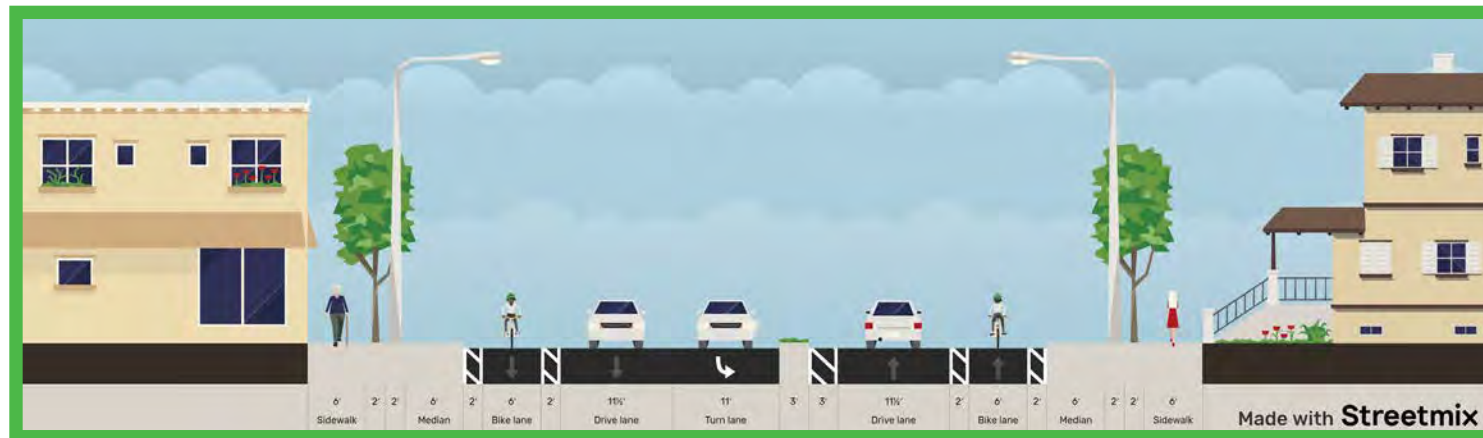 6' 2' 2' 6' 2' 6' 2' 11½' 11' 3' 3' 11½' 2' 6' 2' 6' 2' 2' 6'
Sidewalk Median Bike lane Drive lane Turn lane Drive lane Bike lane Median Sidewalk
Made with Streetmix